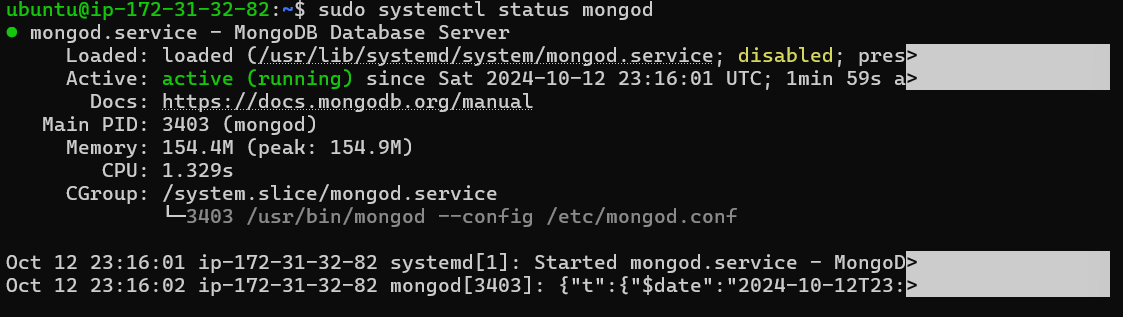 ubuntu@ip-172-31-32-82:~$ sudo systemctl status mongod
● mongod.service - MongoDB Database Server
Loaded: loaded (/usr/lib/systemd/system/mongod.service; disabled; pres>
Active: active (running) since Sat 2024-10-12 23:16:01 UTC; 1min 59s a>
Docs: https://docs.mongodb.org/manual
Main PID: 3403 (mongod)
Memory: 154.4M (peak: 154.9M)
CPU: 1.329s
CGroup: /system.slice/mongod.service
└─3403 /usr/bin/mongod --config /etc/mongod.conf
Oct 12 23:16:01 ip-172-31-32-82 systemd[1]: Started mongod.service - MongoD>
Oct 12 23:16:02 ip-172-31-32-82 mongod[3403]: {"t":{"$date":"2024-10-12T23:>